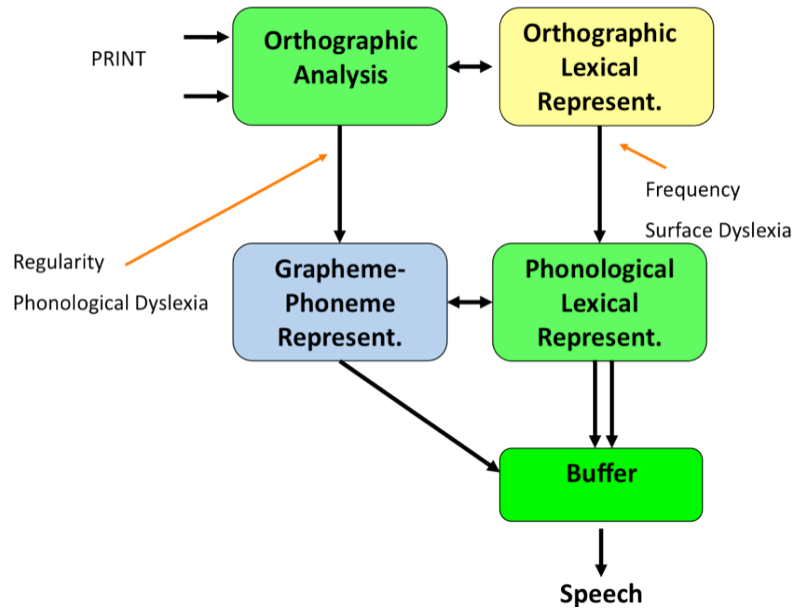 PRINT
Orthographic
Analysis
Orthographic
Lexical
Represent.
Frequency
Surface Dyslexia
Regularity
Phonological Dyslexia
Grapheme-
Phoneme
Represent.
Phonological
Lexical
Represent.
Buffer
Speech